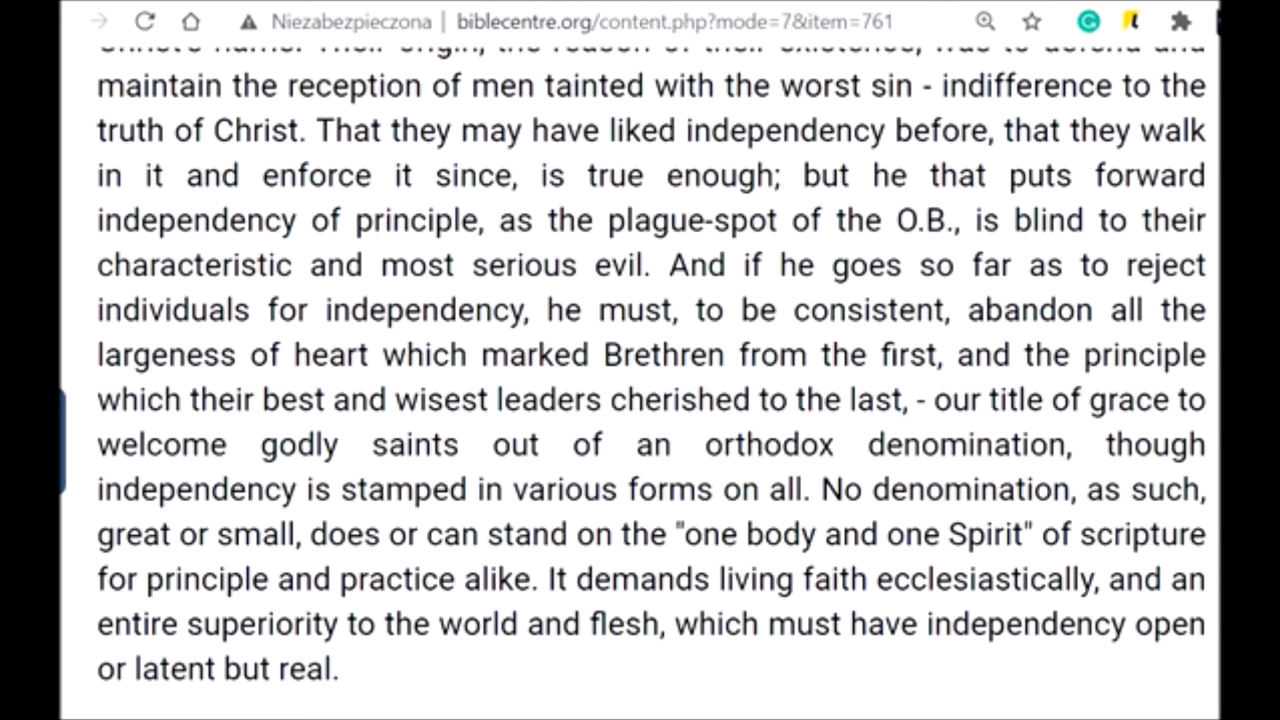 Niezabezpieczona | biblecentre.org/content.php?mode=7&item=761
maintain the reception of men tainted with the worst sin - indifference to the
truth of Christ. That they may have liked independency before, that they walk
in it and enforce it since, is true enough; but he that puts forward
independency of principle, as the plague-spot of the O.B., is blind to their
characteristic and most serious evil. And if he goes so far as to reject
individuals for independency, he must, to be consistent, abandon all the
largeness of heart which marked Brethren from the first, and the principle
which their best and wisest leaders cherished to the last, - our title of grace to
welcome godly saints out of an orthodox denomination, though
independency is stamped in various forms on all. No denomination, as such,
great or small, does or can stand on the "one body and one Spirit" of scripture
for principle and practice alike. It demands living faith ecclesiastically, and an
entire superiority to the world and flesh, which must have independency open
or latent but real.